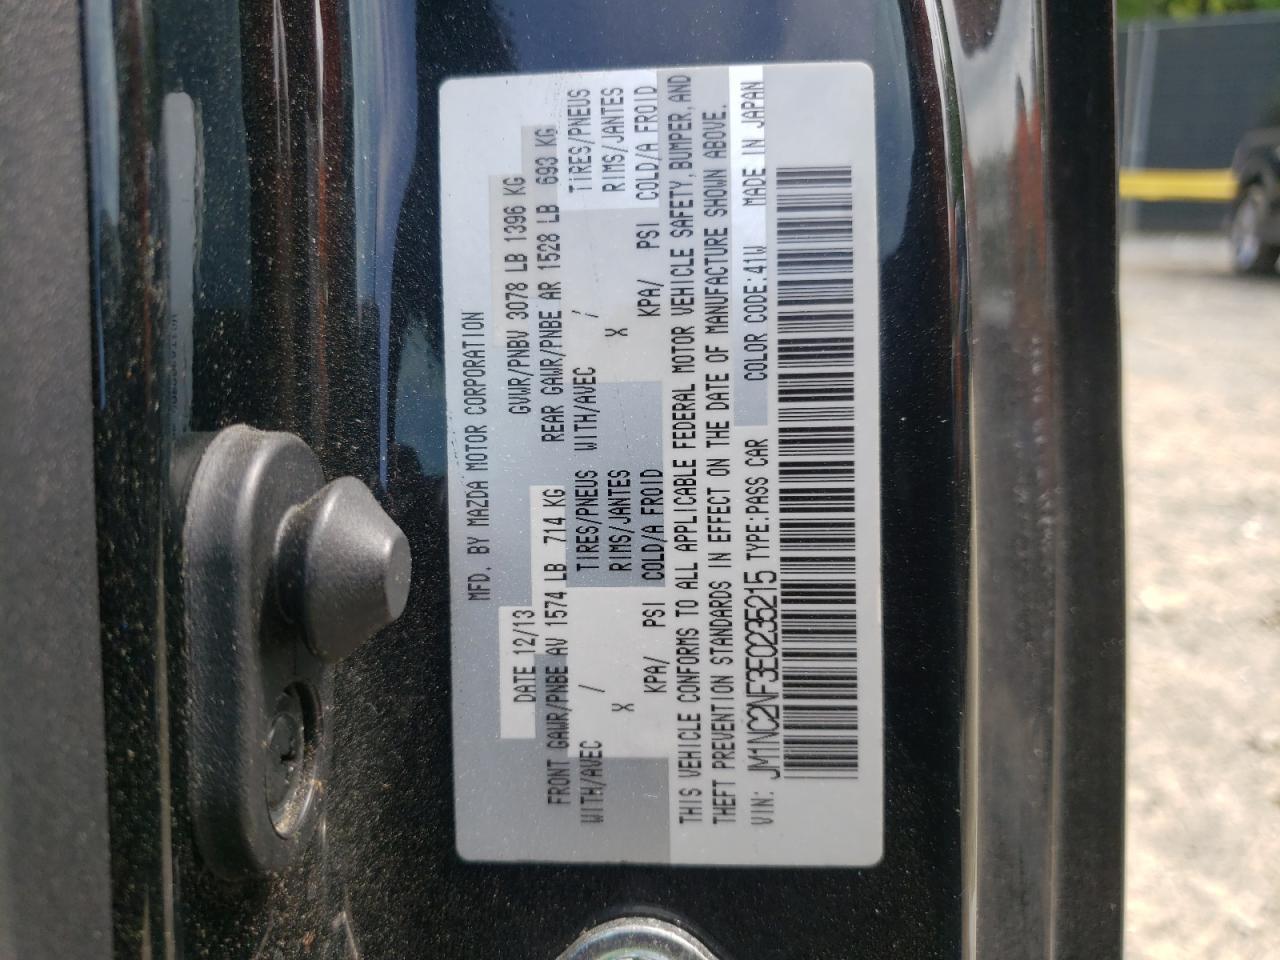 MFD. BY MAZDA MOTOR CORPORATION
DATE 12/13 GVWR/PNBV 3078 LB 1396 KG
FRONT GAWR/PNBE AV 1574 LB 714 KG REAR GAWR/PNBE AR 1528 LB 693 KG
WITH/AVEC / TIRES/PNEUS WITH/AVEC / TIRES/PNEUS
X RIMS/JANTES X RIMS/JANTES
KPA/ PSI COLD/A FROID KPA/ PSI COLD/A FROID
THIS VEHICLE CONFORMS TO ALL APPLICABLE FEDERAL MOTOR VEHICLE SAFETY, BUMPER, AND
THEFT PREVENTION STANDARDS IN EFFECT ON THE DATE OF MANUFACTURE SHOWN ABOVE.
VIN: JM1NC2NF3E0235215 TYPE:PASS CAR COLOR CODE:41W MADE IN JAPAN